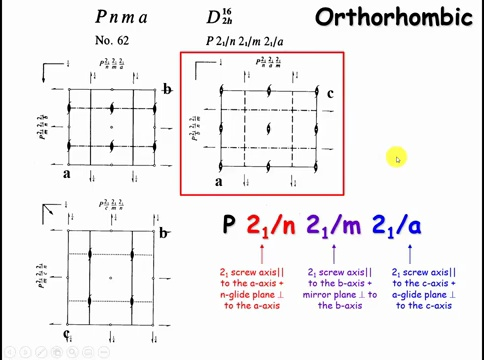 P n m a
D 16 2h
Orthorhombic
No. 62
P 2₁/n 2₁/m 2₁/a
b
a
c
b
c
P 2₁/n 2₁/m 2₁/a
2₁ screw axis||
to the a-axis +
n-glide plane ⊥
to the a-axis
2₁ screw axis||
to the b-axis +
mirror plane ⊥ to
the b-axis
2₁ screw axis||
to the c-axis +
a-glide plane ⊥
to the c-axis